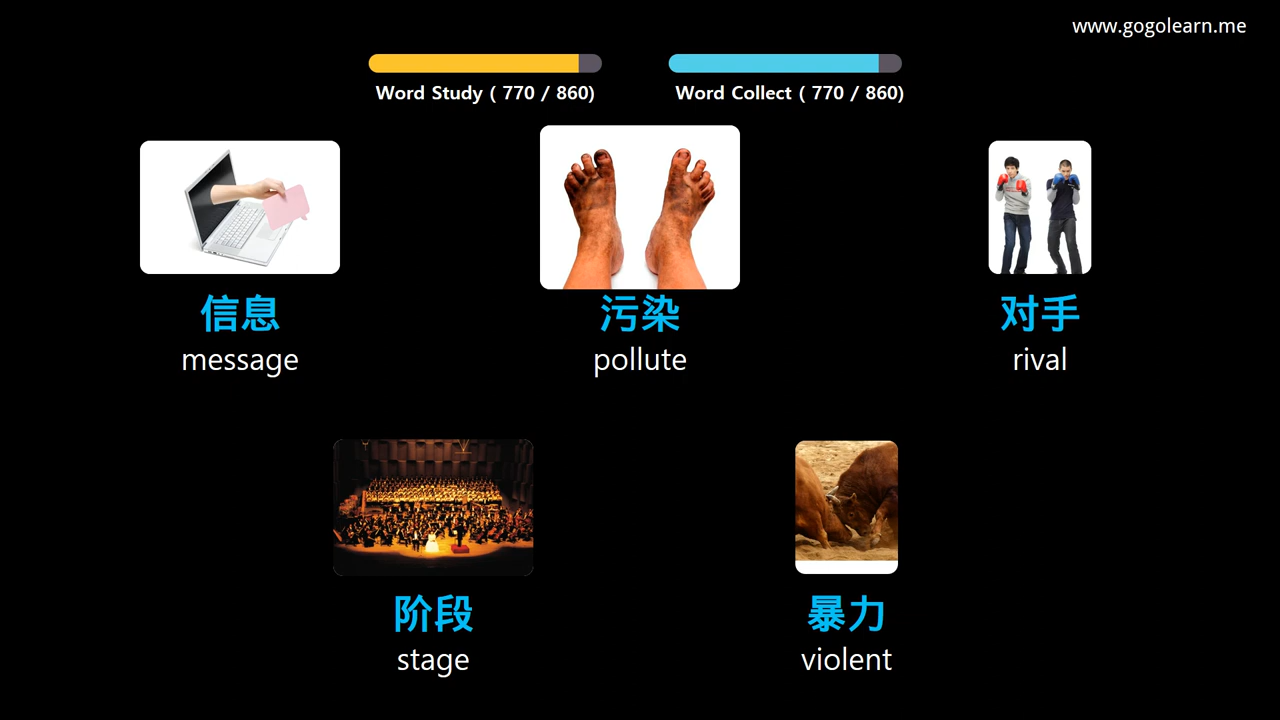 www.gogolearn.me
Word Study ( 770 / 860)
Word Collect ( 770 / 860)
信息
message
污染
pollute
对手
rival
阶段
stage
暴力
violent